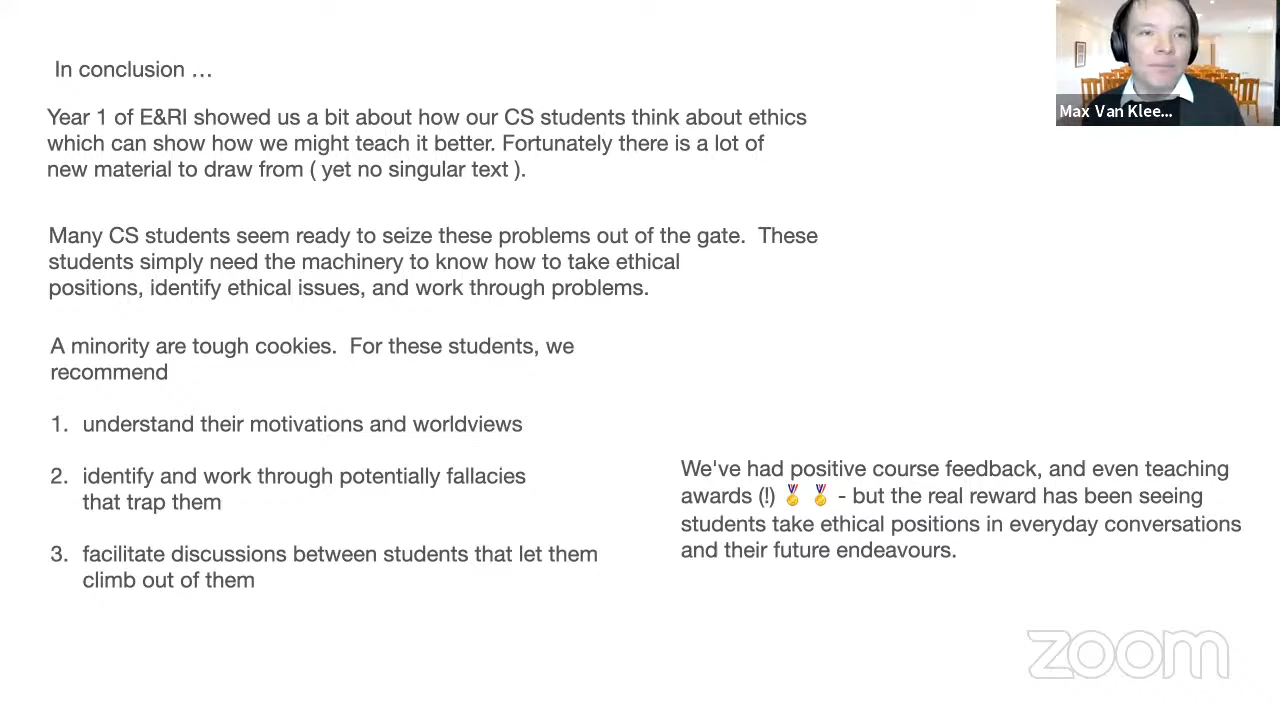 In conclusion …
Year 1 of E&RI showed us a bit about how our CS students think about ethics
which can show how we might teach it better. Fortunately there is a lot of
new material to draw from ( yet no singular text ).
Many CS students seem ready to seize these problems out of the gate.  These
students simply need the machinery to know how to take ethical
positions, identify ethical issues, and work through problems.
A minority are tough cookies.  For these students, we
recommend
1. understand their motivations and worldviews
2. identify and work through potentially fallacies
that trap them
3. facilitate discussions between students that let them
climb out of them
We've had positive course feedback, and even teaching
awards (!) 🏅 🏅 - but the real reward has been seeing
students take ethical positions in everyday conversations
and their future endeavours.
Max Van Klee...
zoom